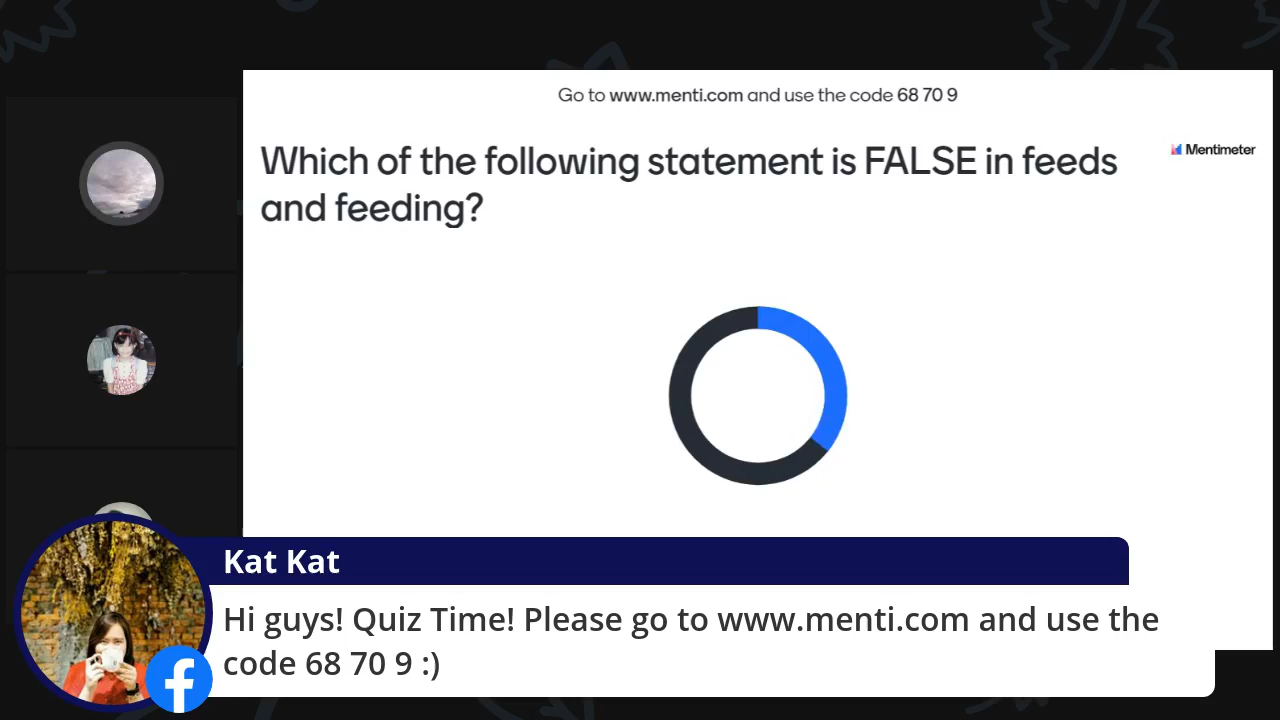 Go to www.menti.com and use the code 68 70 9
Mentimeter
Which of the following statement is FALSE in feeds
and feeding?
Kat Kat
Hi guys! Quiz Time! Please go to www.menti.com and use the
code 68 70 9 :)